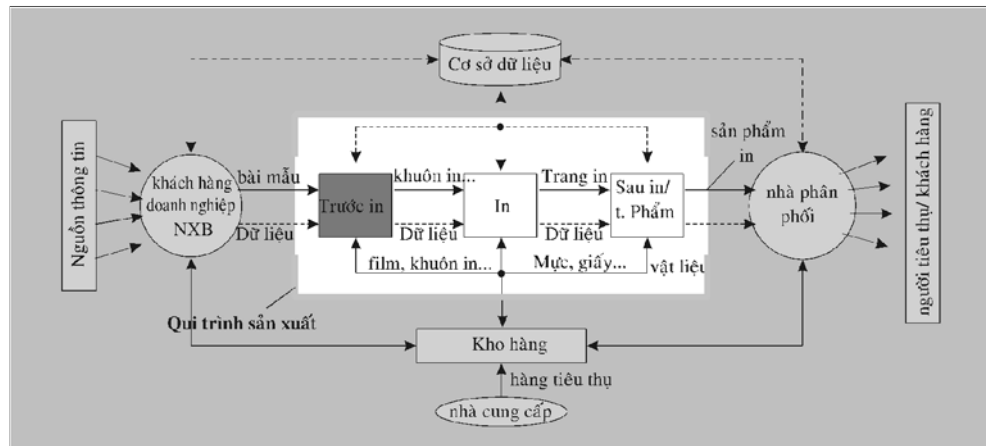 Cơ sở dữ liệu
Nguồn thông tin
khách hàng
doanh nghiệp
NXB
bài mẫu
Dữ liệu
Trước in
khuôn in...
Dữ liệu
In
Trang in
Dữ liệu
Sau in/
t. Phẩm
sản phẩm
in
nhà phân
phối
người tiêu thụ/ khách hàng
film, khuôn in...
Mực, giấy...
vật liệu
Qui trình sản xuất
Kho hàng
hàng tiêu thụ
nhà cung cấp